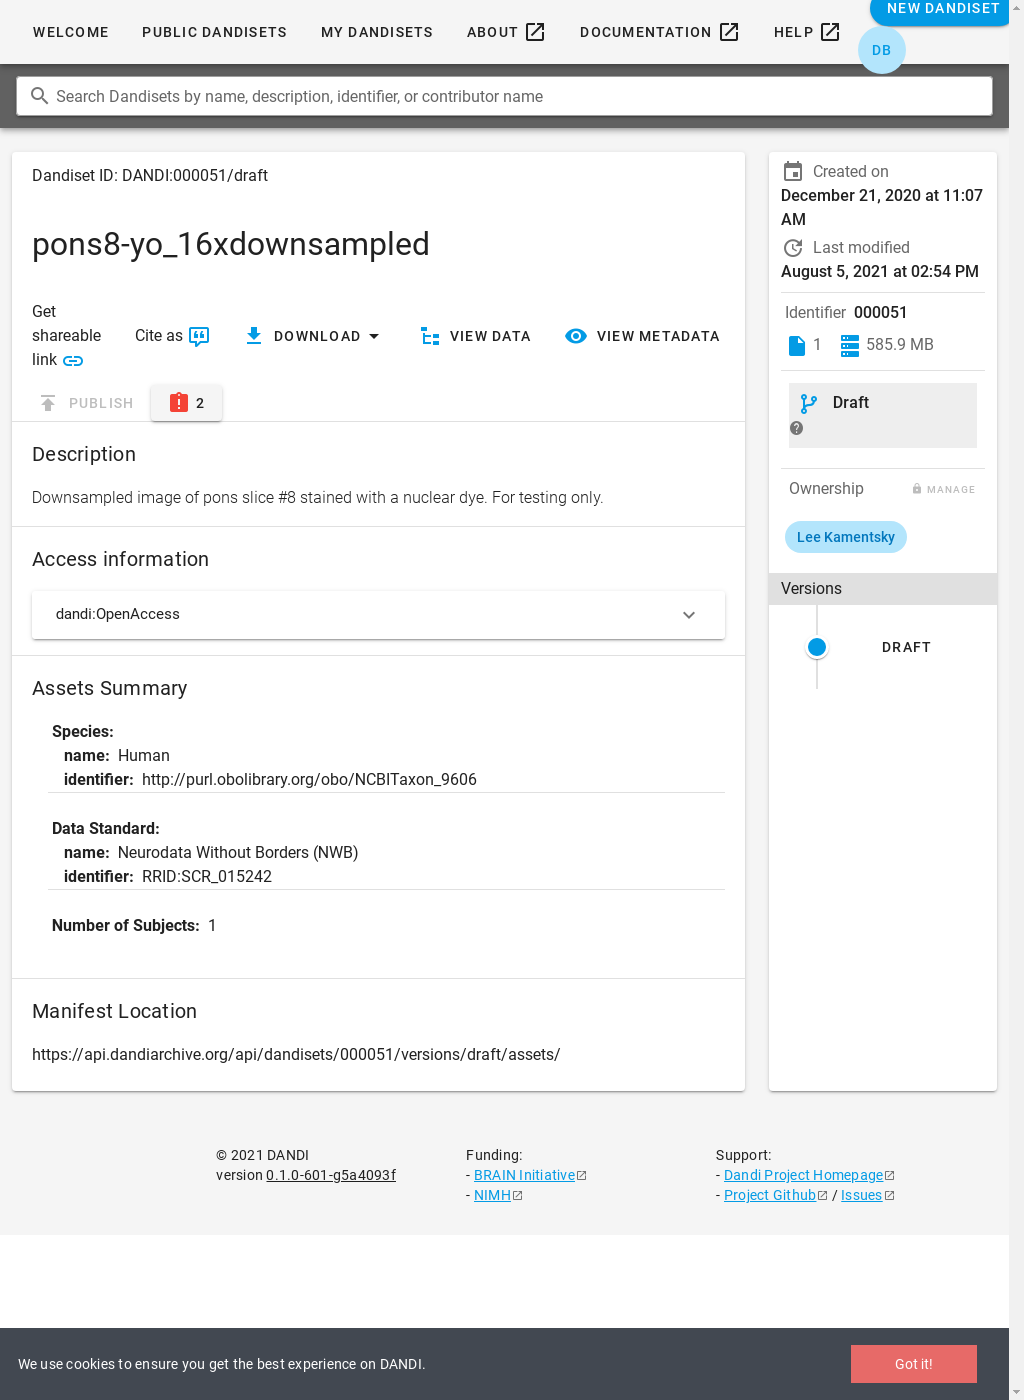 WELCOME
PUBLIC DANDISETS
MY DANDISETS
ABOUT
DOCUMENTATION
HELP
NEW DANDISET
DB
Search Dandisets by name, description, identifier, or contributor name
Dandiset ID: DANDI:000051/draft
pons8-yo_16xdownsampled
Get
shareable
link
Cite as
DOWNLOAD
VIEW DATA
VIEW METADATA
PUBLISH
2
Description
Downsampled image of pons slice #8 stained with a nuclear dye. For testing only.
Access information
dandi:OpenAccess
Assets Summary
Species:
name: Human
identifier: http://purl.obolibrary.org/obo/NCBITaxon_9606
Data Standard:
name: Neurodata Without Borders (NWB)
identifier: RRID:SCR_015242
Number of Subjects: 1
Manifest Location
https://api.dandiarchive.org/api/dandisets/000051/versions/draft/assets/
Created on
December 21, 2020 at 11:07
AM
Last modified
August 5, 2021 at 02:54 PM
Identifier 000051
1 585.9 MB
Draft
Ownership
MANAGE
Lee Kamentsky
Versions
DRAFT
© 2021 DANDI
version 0.1.0-601-g5a4093f
Funding:
- BRAIN Initiative
- NIMH
Support:
- Dandi Project Homepage
- Project Github / Issues
We use cookies to ensure you get the best experience on DANDI.
Got it!